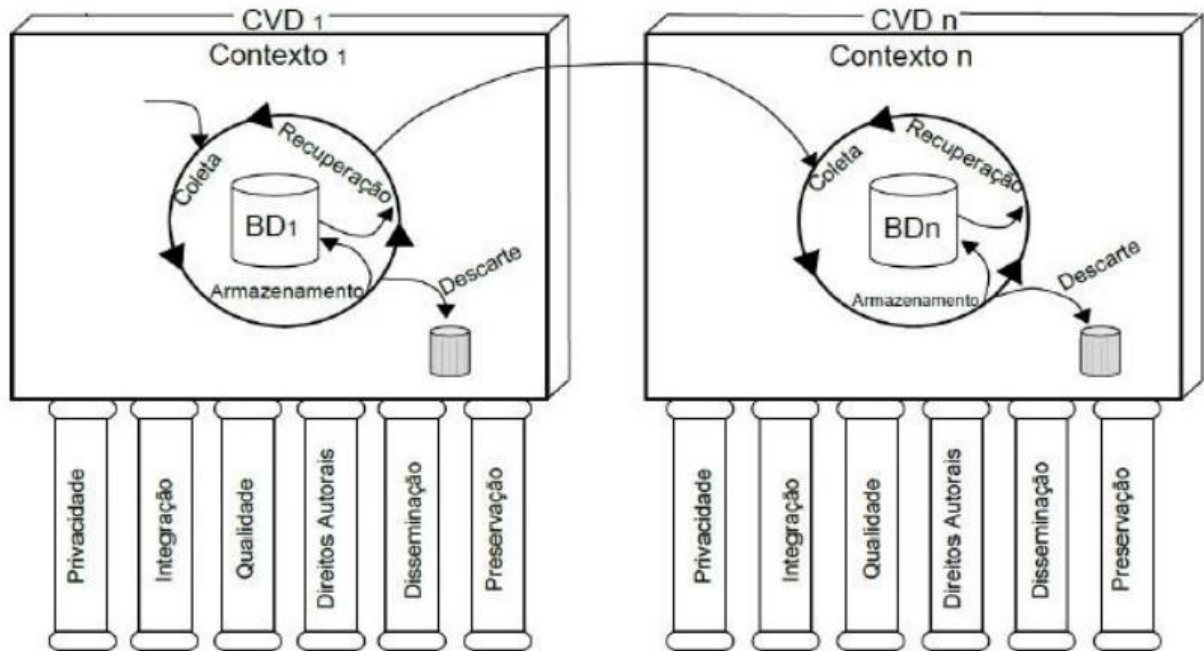 CVD 1
Contexto 1
Coleta
Recuperação
BD1
Armazenamento
Descarte
Privacidade
Integração
Qualidade
Direitos Autorais
Disseminação
Preservação
CVD n
Contexto n
Coleta
Recuperação
BDn
Armazenamento
Descarte
Privacidade
Integração
Qualidade
Direitos Autorais
Disseminação
Preservação